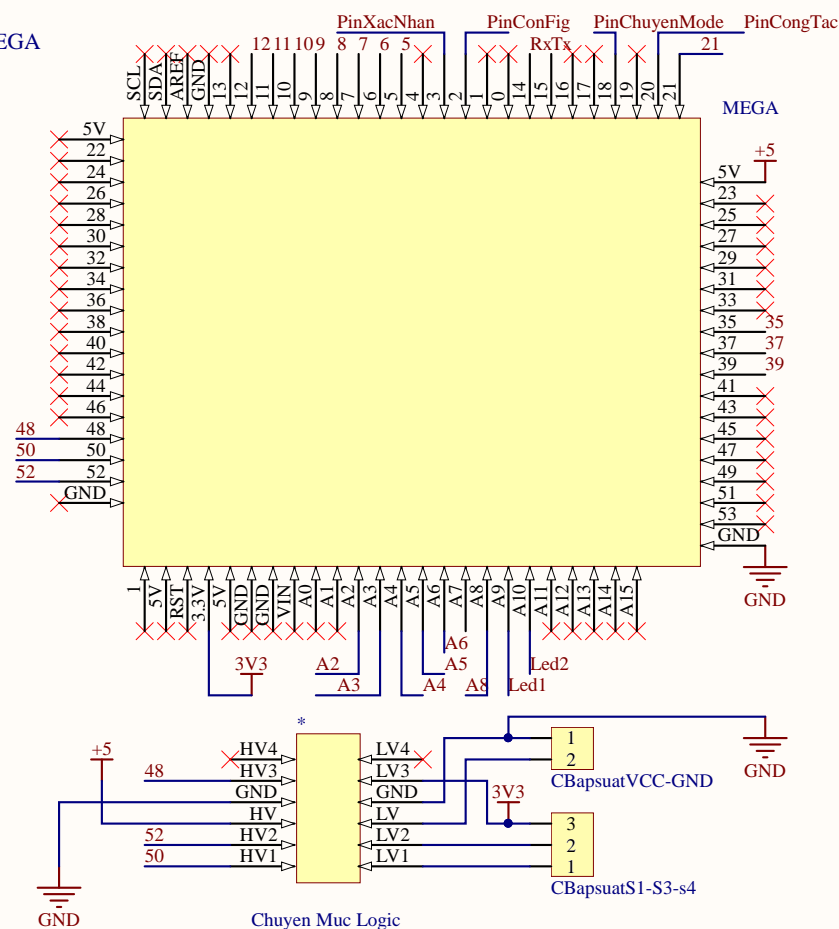 PinXacNhan PinConFig PinChuyenMode PinCongTac
EGA
12 11 10 9 8 7 6 5 RxTx 21
SCL SDA AREF GND 13 12 11 10 9 8 7 6 5 4 3 2 1 0 14 15 16 17 18 19 20 21
MEGA
5V
22
24
26
28
30
32
34
36
38
40
42
44
46
48 48
50 50
52 52
GND
+5
5V
23
25
27
29
31
33
35 35
37 37
39 39
41
43
45
47
49
51
53
GND
GND
1 5V RST 3.3V 5V GND GND VIN A0 A1 A2 A3 A4 A5 A6 A7 A8 A9 A10 A11 A12 A13 A14 A15
A6
3V3 A2 A5 Led2
A3 A4 A8 Led1
*
+5
HV4 LV4
48 HV3 LV3
GND GND
HV LV
52 HV2 LV2
50 HV1 LV1
GND
Chuyen Muc Logic
1
2
CBapsuatVCC-GND
GND
3V3
3
2
1
CBapsuatS1-S3-s4